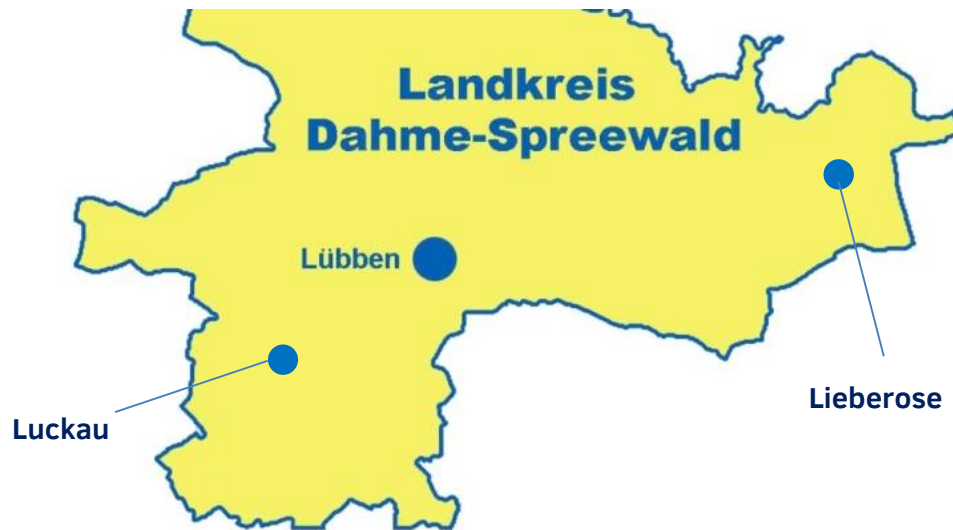 Landkreis
Dahme-Spreewald
Lübben
Lieberose
Luckau